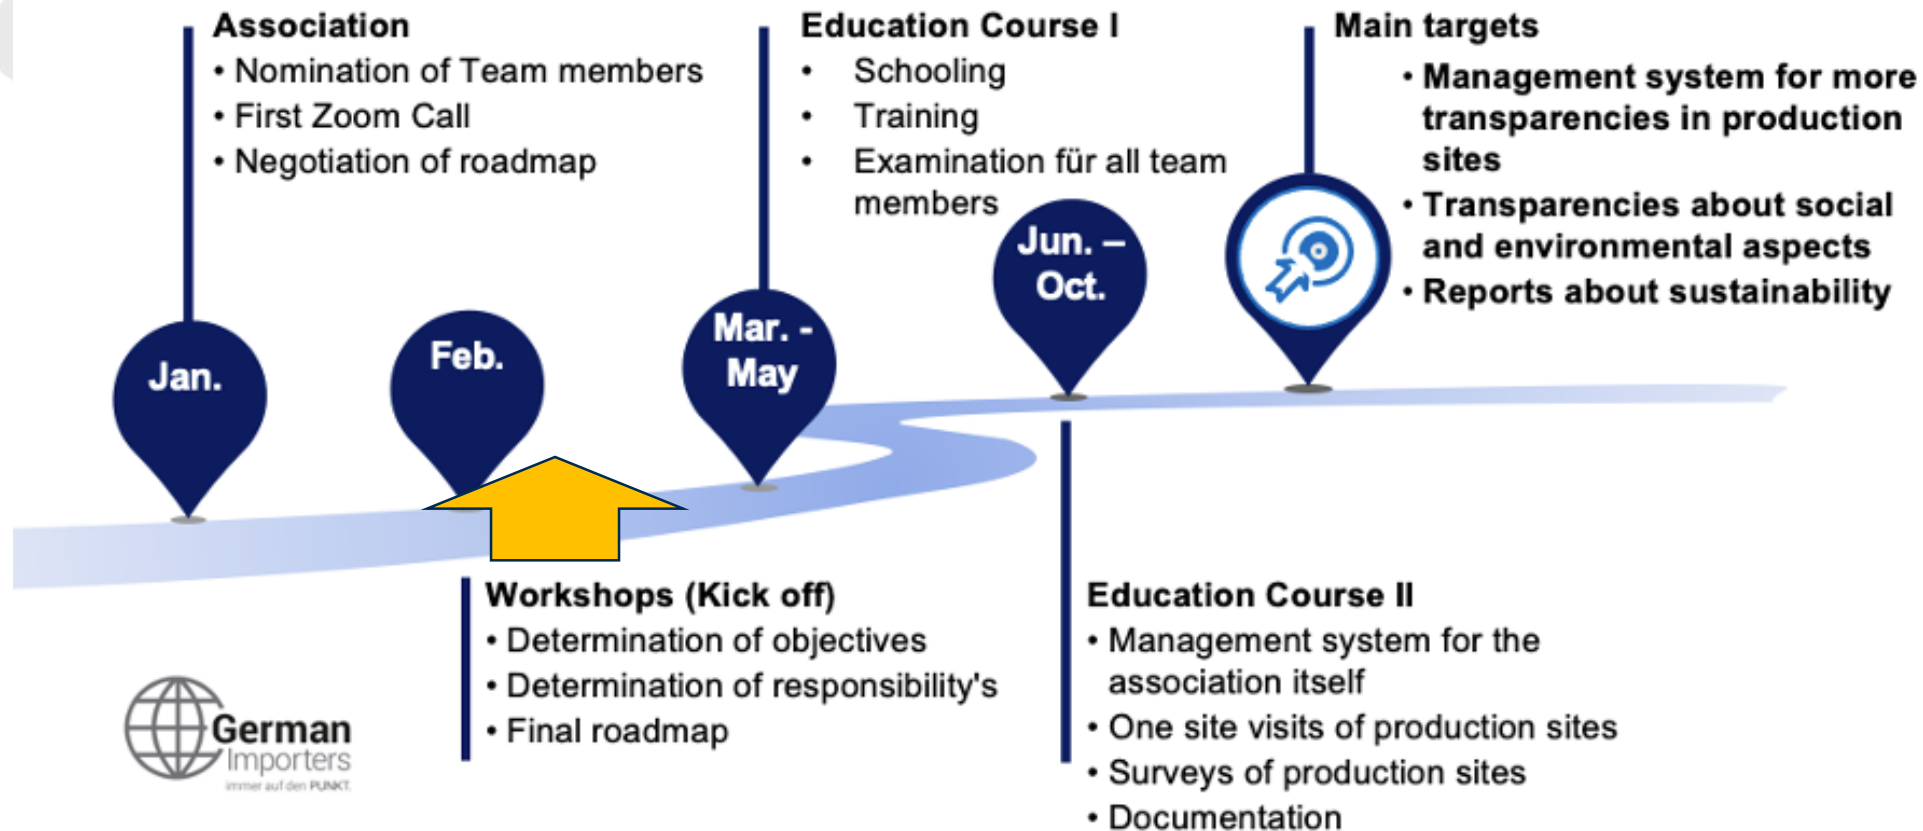 Association
• Nomination of Team members
• First Zoom Call
• Negotiation of roadmap
Education Course I
• Schooling
• Training
• Examination für all team
members
Main targets
• Management system for more
transparencies in production
sites
• Transparencies about social
and environmental aspects
• Reports about sustainability
Jan.
Feb.
Mar. -
May
Jun. –
Oct.
Workshops (Kick off)
• Determination of objectives
• Determination of responsibility's
• Final roadmap
Education Course II
• Management system for the
association itself
• One site visits of production sites
• Surveys of production sites
• Documentation
German
Importers
immer auf den PUNKT.